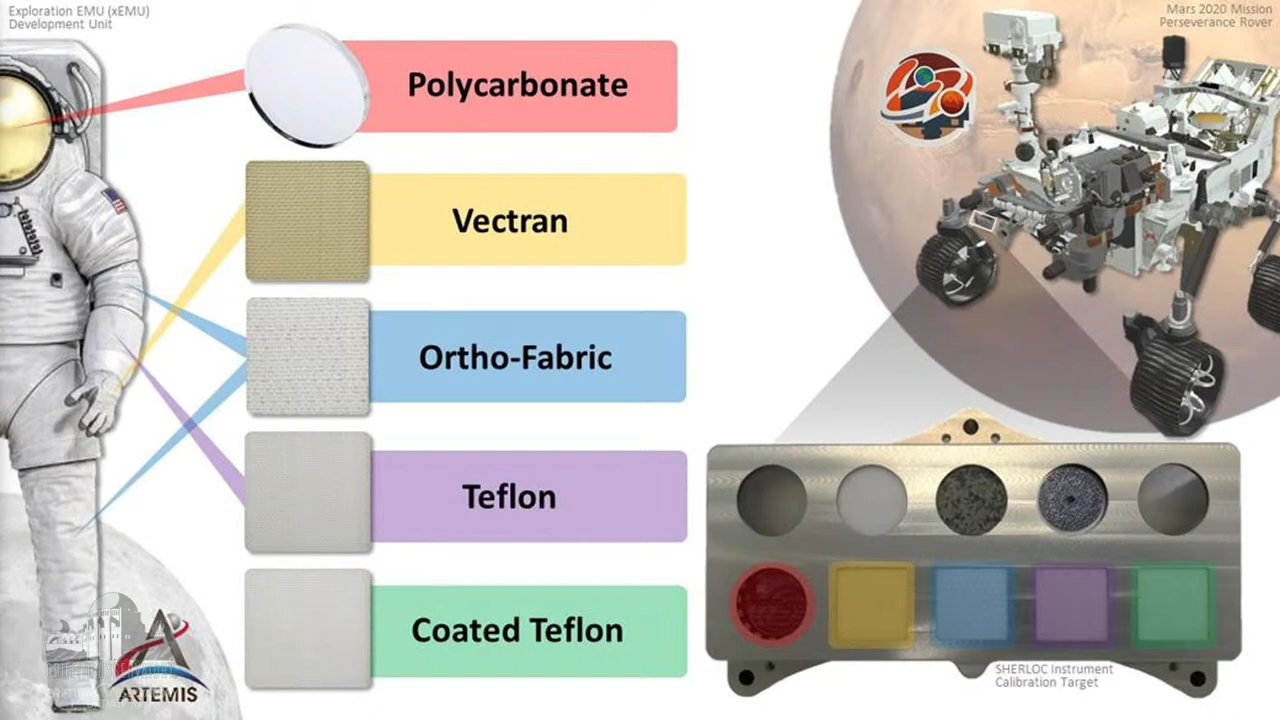 Exploration EMU (xEMU)
Development Unit
Mars 2020 Mission
Perseverance Rover
Polycarbonate
Vectran
Ortho-Fabric
Teflon
Coated Teflon
ARTEMIS
SHERLOC Instrument
Calibration Target